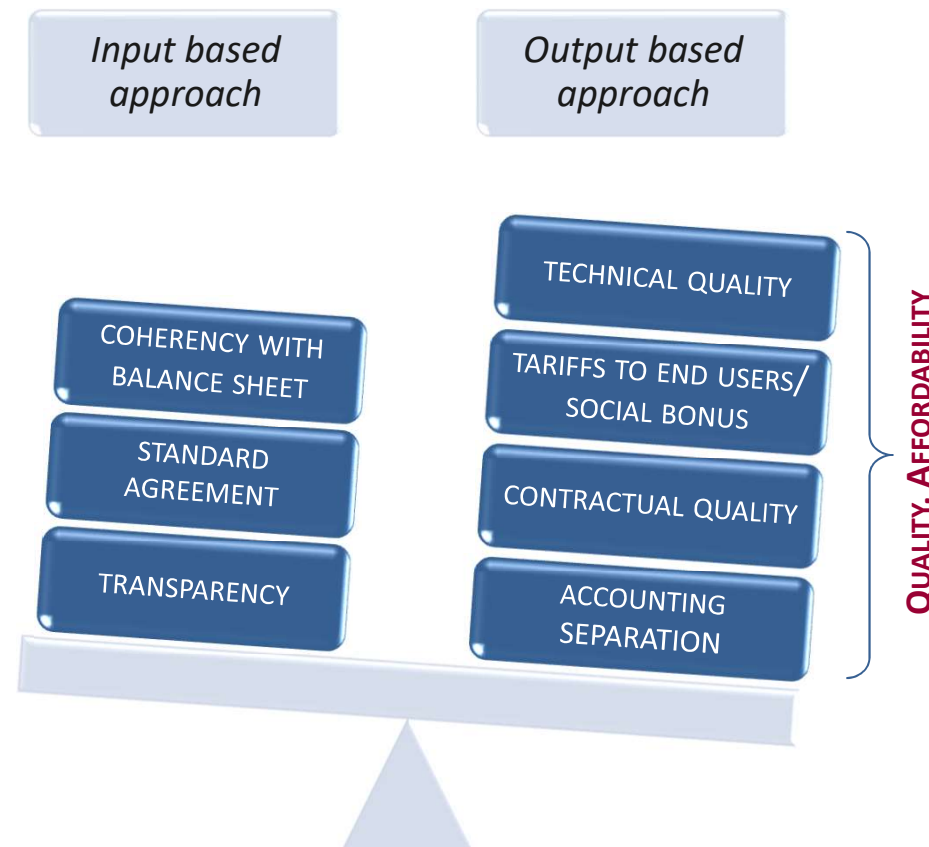 Input based
approach
Output based
approach
COHERENCY WITH
BALANCE SHEET
STANDARD
AGREEMENT
TRANSPARENCY
TECHNICAL QUALITY
TARIFFS TO END USERS/
SOCIAL BONUS
CONTRACTUAL QUALITY
ACCOUNTING
SEPARATION
QUALITY, AFFORDABILITY